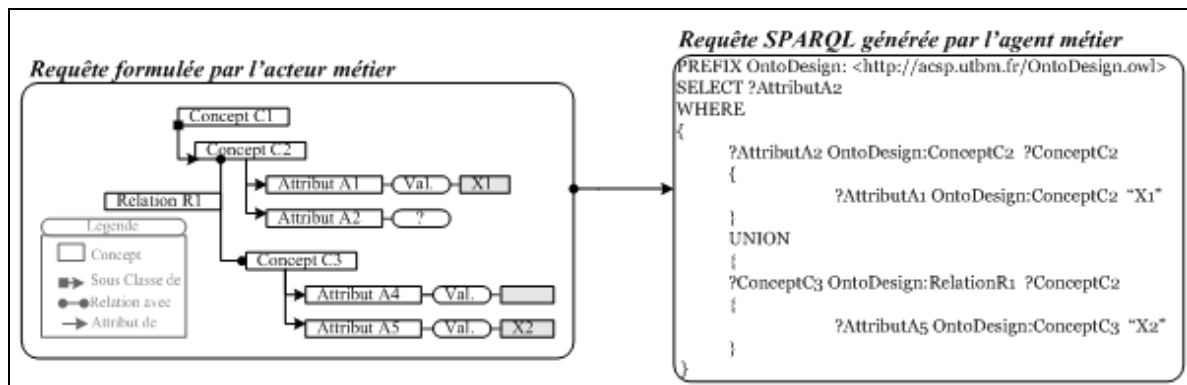 Requête formulée par l'acteur métier
Concept C1
Concept C2
Attribut A1 Val. X1
Relation R1
Attribut A2 ?
Légende
Concept
Sous Classe de
Relation avec
Attribut de
Concept C3
Attribut A4 Val.
Attribut A5 Val. X2
Requête SPARQL générée par l'agent métier
PREFIX OntoDesign: <http://acsp.utbm.fr/OntoDesign.owl>
SELECT ?AttributA2
WHERE
{
?AttributA2 OntoDesign:ConceptC2 ?ConceptC2
{
?AttributA1 OntoDesign:ConceptC2 “X1”
}
UNION
{
?ConceptC3 OntoDesign:RelationR1 ?ConceptC2
{
?AttributA5 OntoDesign:ConceptC3 “X2”
}
}